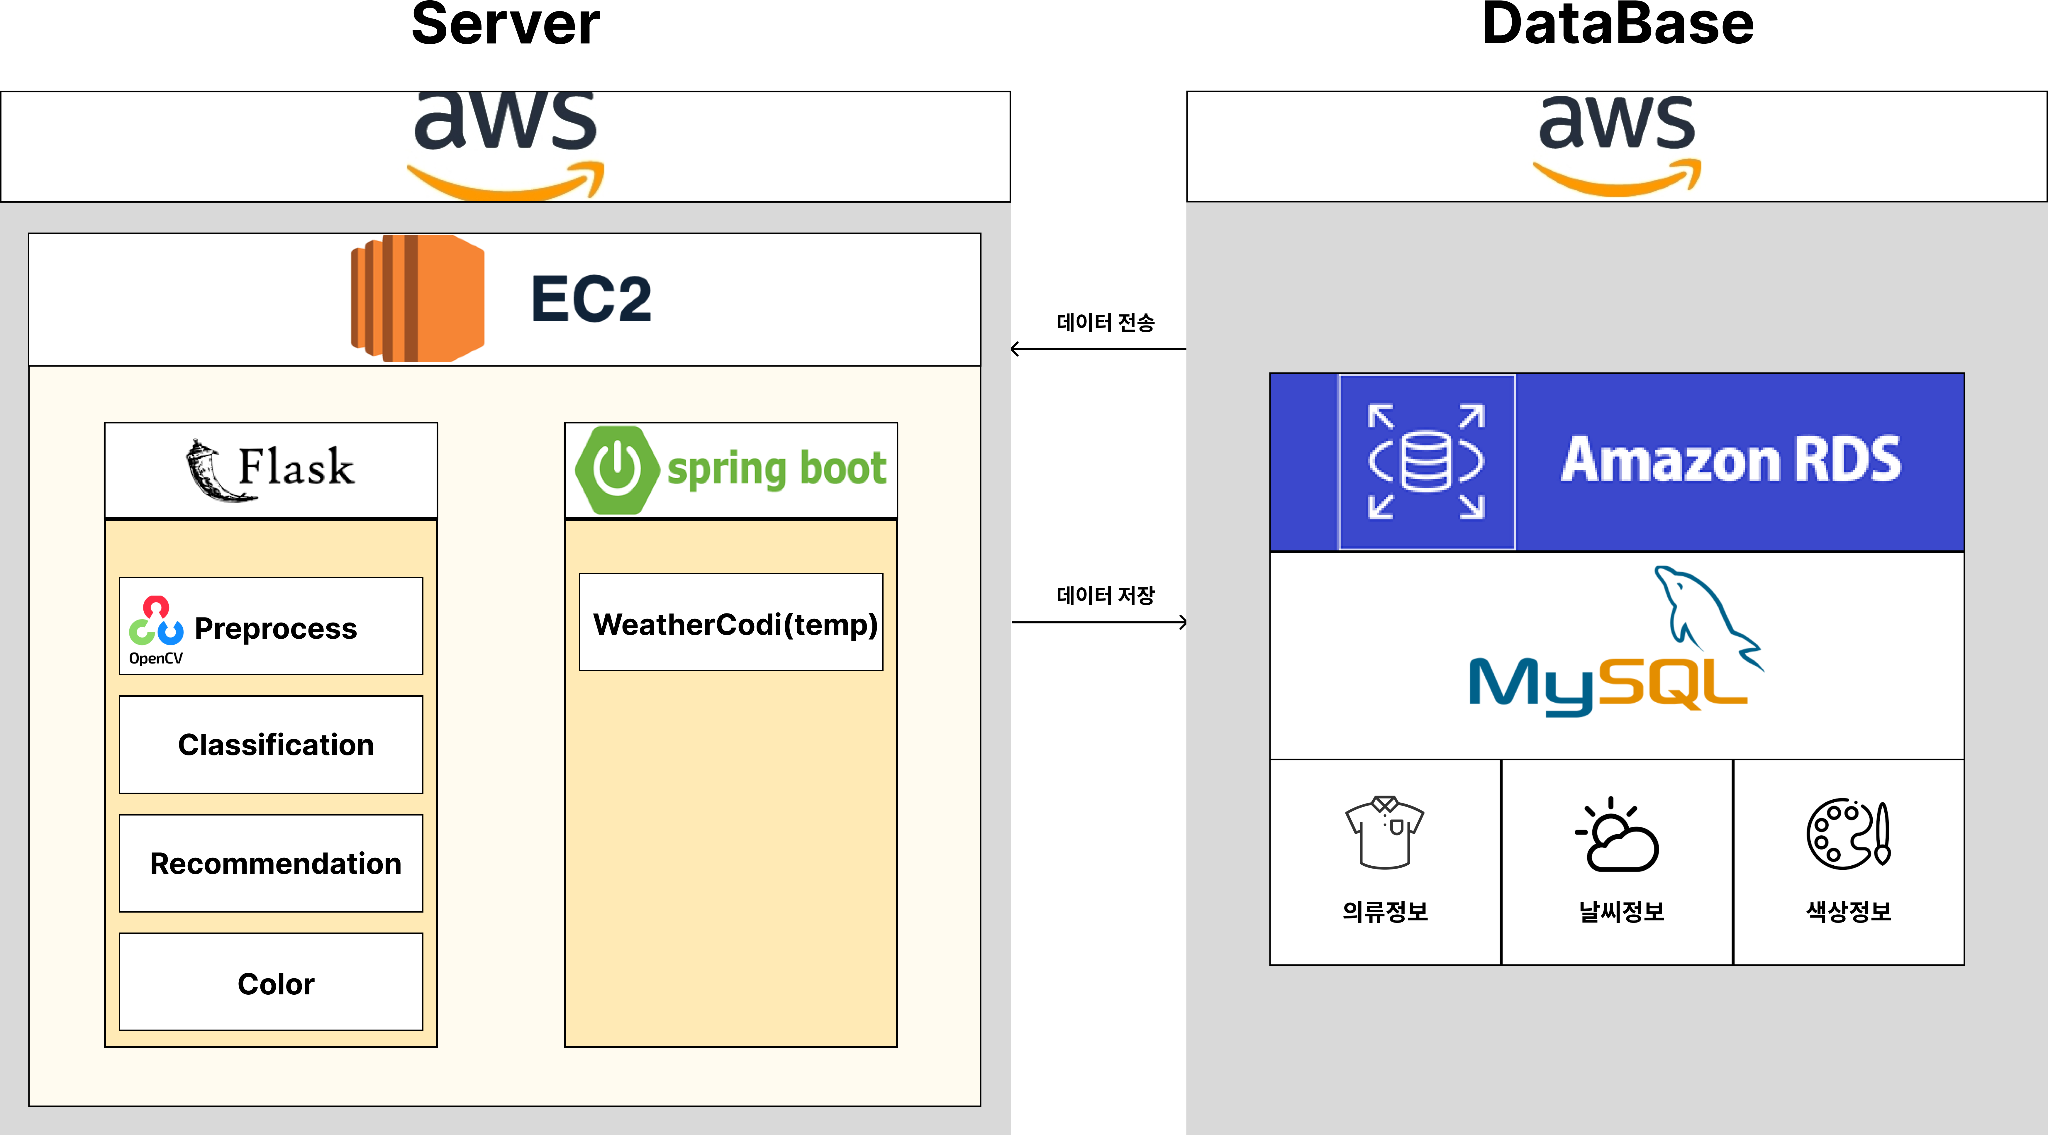 Server
DataBase
aws
aws
EC2
데이터 전송
Flask
spring boot
Amazon RDS
OpenCV
Preprocess
WeatherCodi(temp)
데이터 저장
MySQL
Classification
Recommendation
의류정보
날씨정보
색상정보
Color